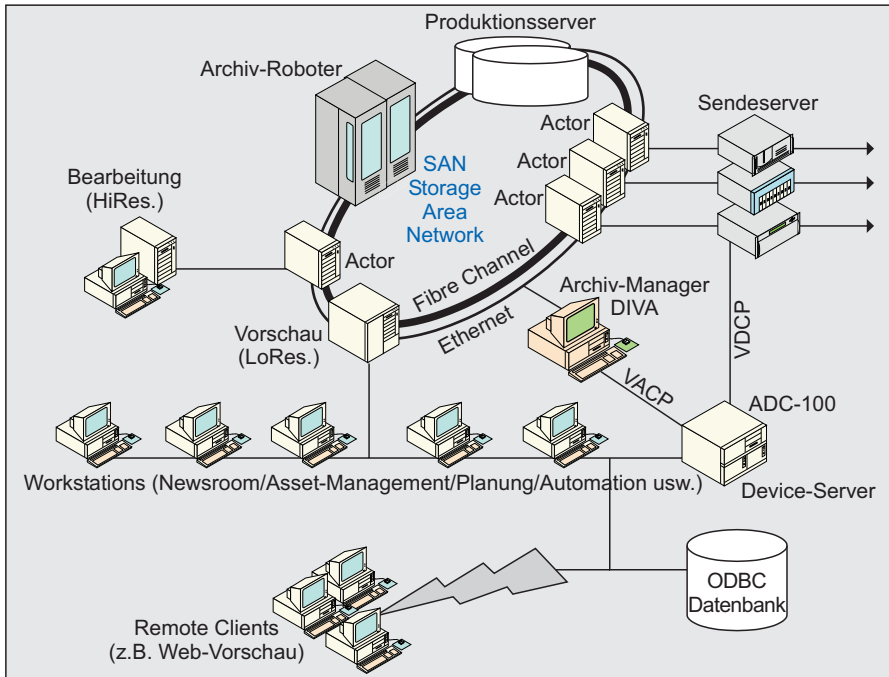 Produktionsserver
Archiv-Roboter
Sendeserver
Actor
Actor
Actor
SAN
Storage
Area
Network
Bearbeitung
(HiRes.)
Actor
Fibre Channel
Ethernet
Archiv-Manager
DIVA
Vorschau
(LoRes.)
VDCP
VACP
ADC-100
Workstations (Newsroom/Asset-Management/Planung/Automation usw.)
Device-Server
ODBC
Datenbank
Remote Clients
(z.B. Web-Vorschau)